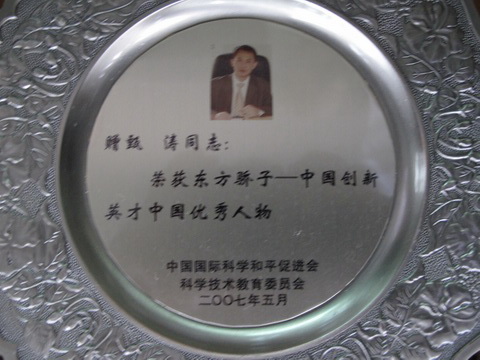 赠甄 涛同志：
荣获东方骄子—中国创新
英才中国优秀人物
中国国际科学和平促进会
科学技术教育委员会
二〇〇七年五月